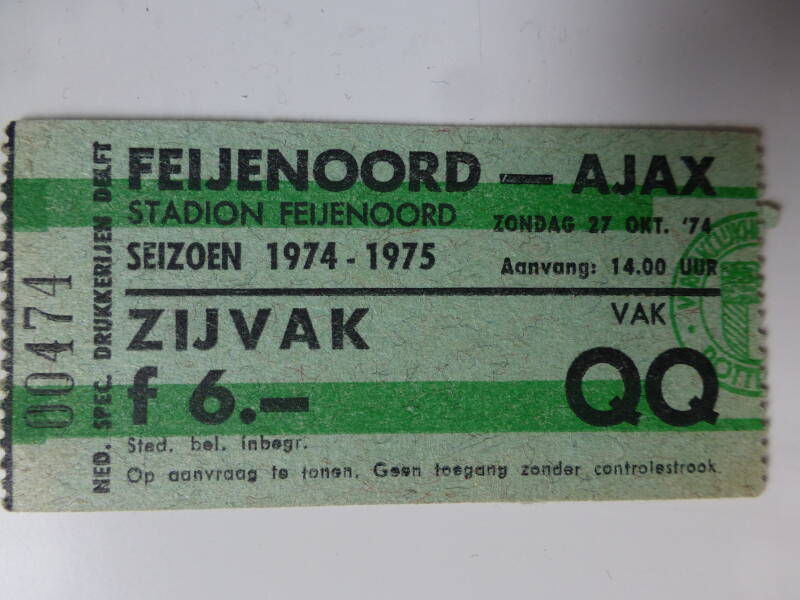 FEIJENOORD — AJAX
STADION FEIJENOORD
ZONDAG 27 OKT. '74
SEIZOEN 1974 - 1975
Aanvang: 14.00 UUR
ZIJVAK
VAK
f 6.—
QQ
Sted. bel. inbegr.
Op aanvraag te tonen. Geen toegang zonder controlestrook.
NED. SPEC. DRUKKERIJEN DELFT
00474